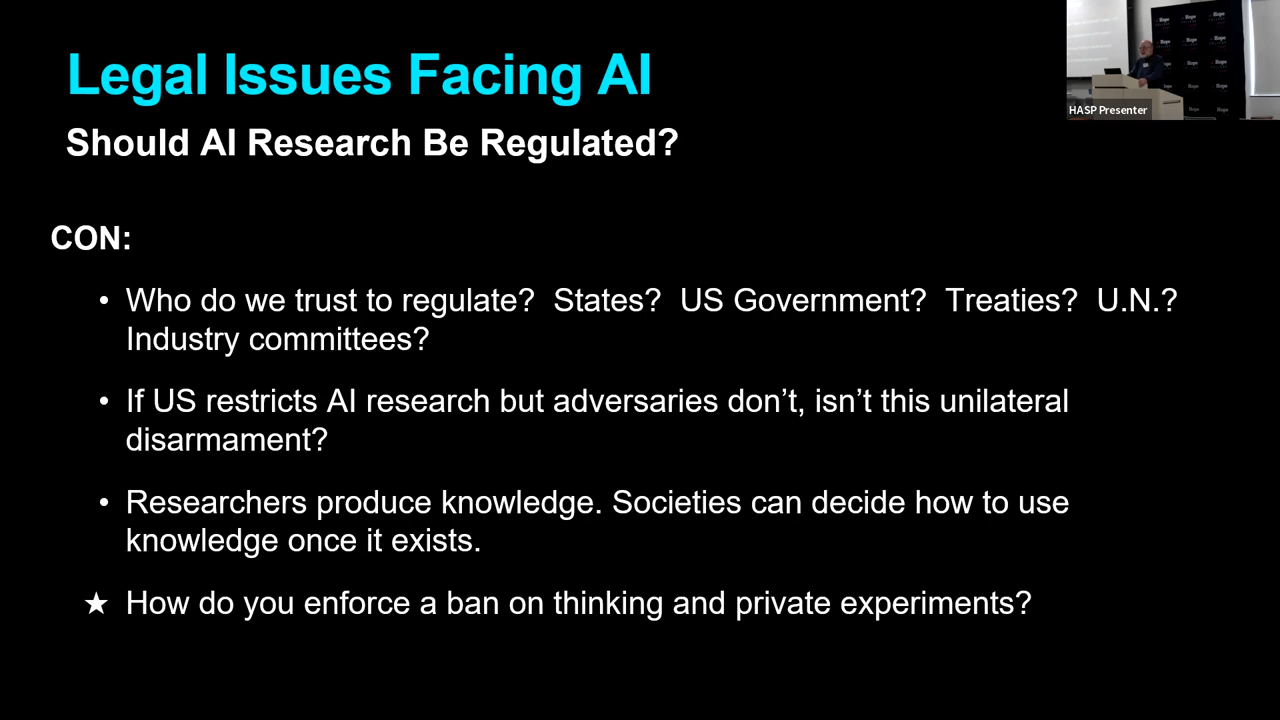 Legal Issues Facing AI
Should AI Research Be Regulated?
CON:
• Who do we trust to regulate?  States?  US Government?  Treaties?  U.N.?
Industry committees?
• If US restricts AI research but adversaries don’t, isn’t this unilateral
disarmament?
• Researchers produce knowledge. Societies can decide how to use
knowledge once it exists.
★ How do you enforce a ban on thinking and private experiments?
HASP Presenter
Hope